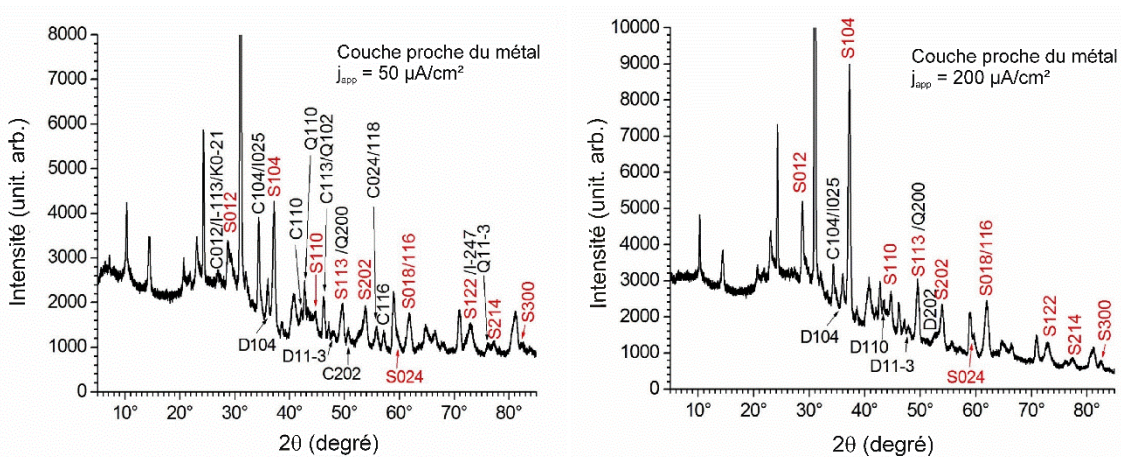 Couche proche du métal
japp = 50 µA/cm²
Intensité (unit. arb.)
8000
7000
6000
5000
4000
3000
2000
1000
0
C012/I-113/K0-21
S012
C104/I025
S104
C110
Q110
C113/Q102
S110
S113 /Q200
S202
C024/118
C116
S018/116
S122 /I-247
Q11-3
S214
S300
D104
D11-3
C202
S024
10°
20°
30°
40°
50°
60°
70°
80°
2θ (degré)
Couche proche du métal
japp = 200 µA/cm²
Intensité (unit. arb.)
10000
9000
8000
7000
6000
5000
4000
3000
2000
1000
0
S012
C104/I025
S104
S110
S113 /Q200
D202
S202
S018/116
S122
S214
S300
D104
D110
D11-3
S024
10°
20°
30°
40°
50°
60°
70°
80°
2θ (degré)